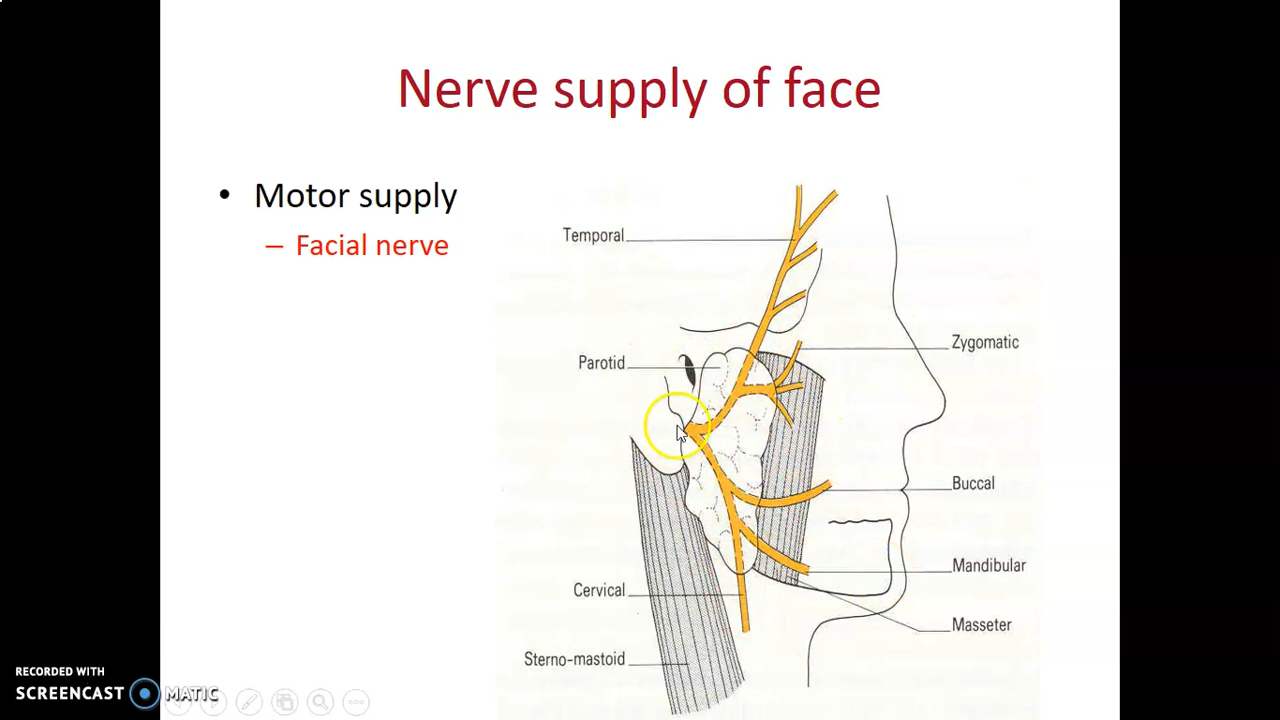 Nerve supply of face
• Motor supply
– Facial nerve
Temporal
Zygomatic
Parotid
Buccal
Mandibular
Cervical
Masseter
Sterno-mastoid
RECORDED WITH
SCREENCAST MATIC